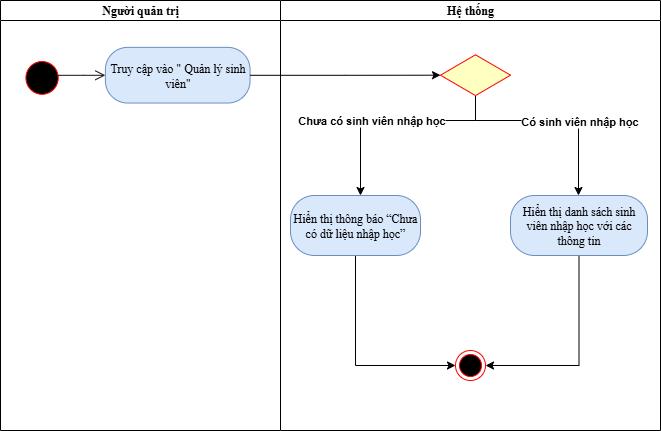 Người quản trị
Hệ thống
Truy cập vào " Quản lý sinh
viên"
Chưa có sinh viên nhập học
Có sinh viên nhập học
Hiển thị thông báo “Chưa
có dữ liệu nhập học”
Hiển thị danh sách sinh
viên nhập học với các
thông tin